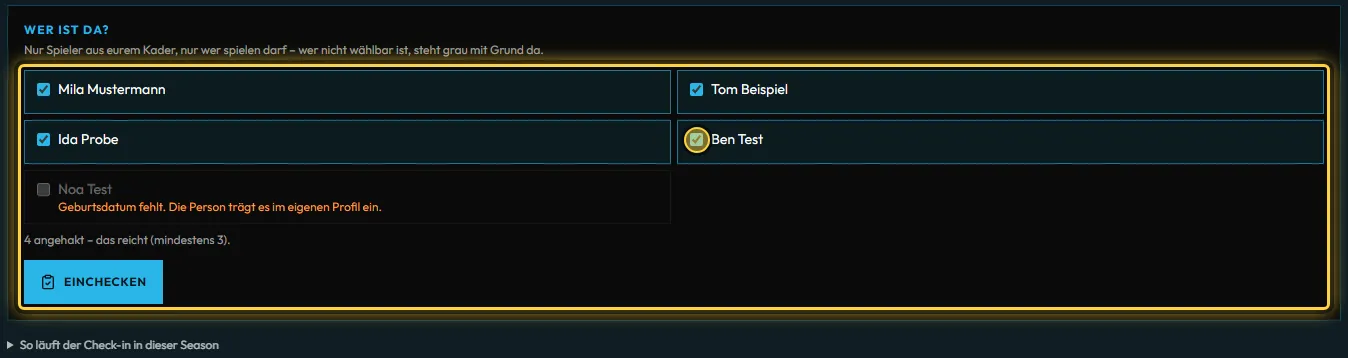 WER IST DA?
Nur Spieler aus eurem Kader, nur wer spielen darf – wer nicht wählbar ist, steht grau mit Grund da.
Mila Mustermann
Tom Beispiel
Ida Probe
Ben Test
Noa Test
Geburtsdatum fehlt. Die Person trägt es im eigenen Profil ein.
4 angehakt – das reicht (mindestens 3).
EINCHECKEN
So läuft der Check-in in dieser Season